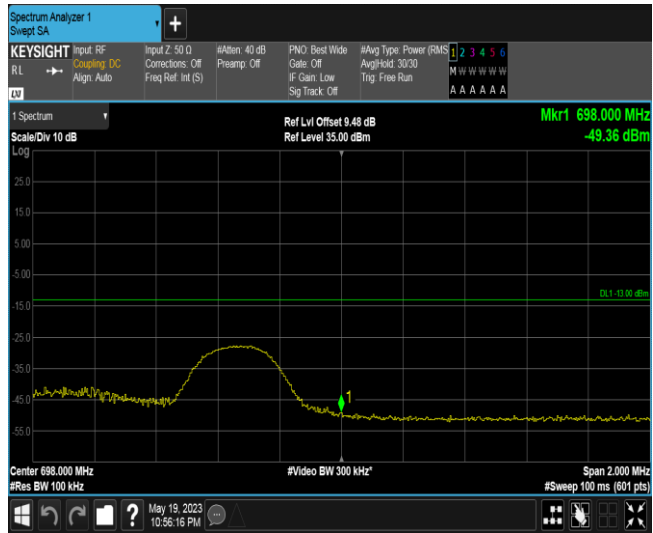 Spectrum Analyzer 1
Swept SA
+
KEYSIGHT
RL
LXI
Input: RF
Coupling: DC
Align: Auto
Input Z: 50 Ω
Corrections: Off
Freq Ref: Int (S)
#Atten: 40 dB
Preamp: Off
PNO: Best Wide
Gate: Off
IF Gain: Low
Sig Track: Off
#Avg Type: Power (RMS
Avg|Hold: 30/30
Trig: Free Run
1 2 3 4 5 6
M W W W W W
A A A A A A
1 Spectrum
Scale/Div 10 dB
Log
Ref Lvl Offset 9.48 dB
Ref Level 35.00 dBm
Mkr1 698.000 MHz
-49.36 dBm
25.0
15.0
5.00
-5.00
DL1 -13.00 dBm
-15.0
-25.0
-35.0
-45.0
1
-55.0
Center 698.000 MHz
#Res BW 100 kHz
#Video BW 300 kHz*
Span 2.000 MHz
#Sweep 100 ms (601 pts)
?
May 19, 2023
10:56:16 PM